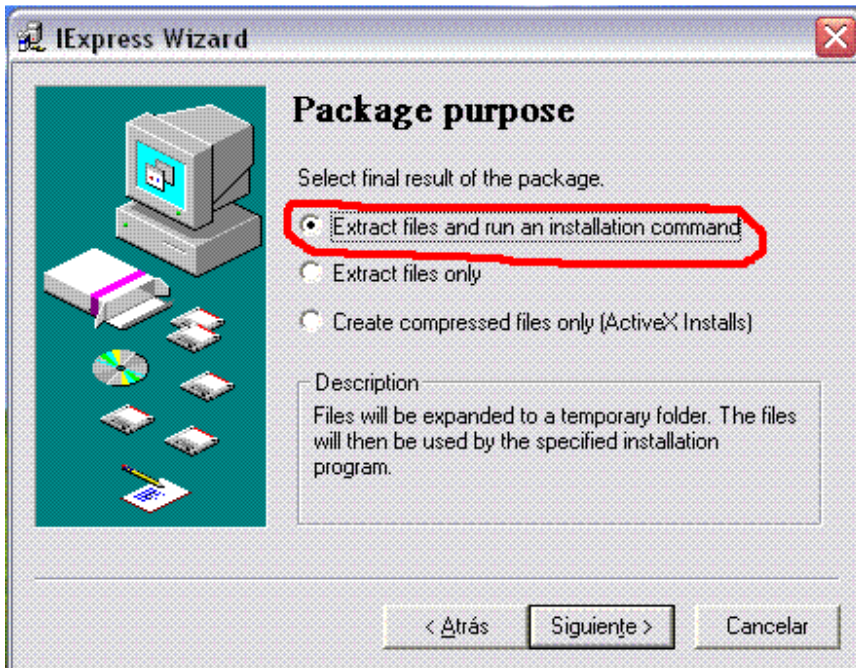 IExpress Wizard
Package purpose
Select final result of the package.
Extract files and run an installation command
Extract files only
Create compressed files only (ActiveX Installs)
Description
Files will be expanded to a temporary folder. The files
will then be used by the specified installation
program.
< Atrás
Siguiente >
Cancelar